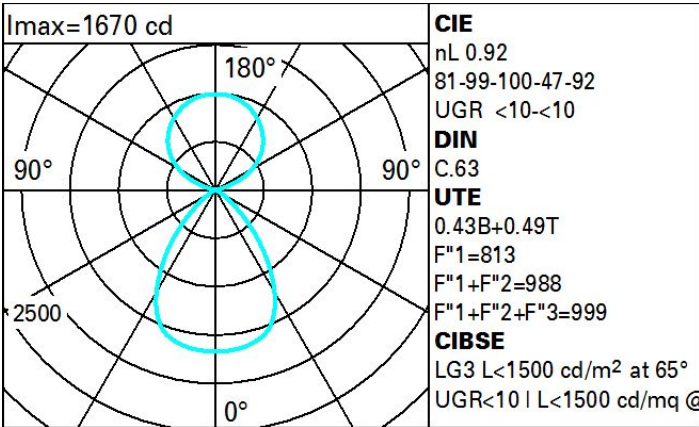 Imax=1670 cd
180°
90°
90°
2500
0°
CIE
nL 0.92
81-99-100-47-92
UGR <10-<10
DIN
C.63
UTE
0.43B+0.49T
F"1=813
F"1+F"2=988
F"1+F"2+F"3=999
CIBSE
LG3 L<1500 cd/m² at 65°
UGR<10 | L<1500 cd/mq @